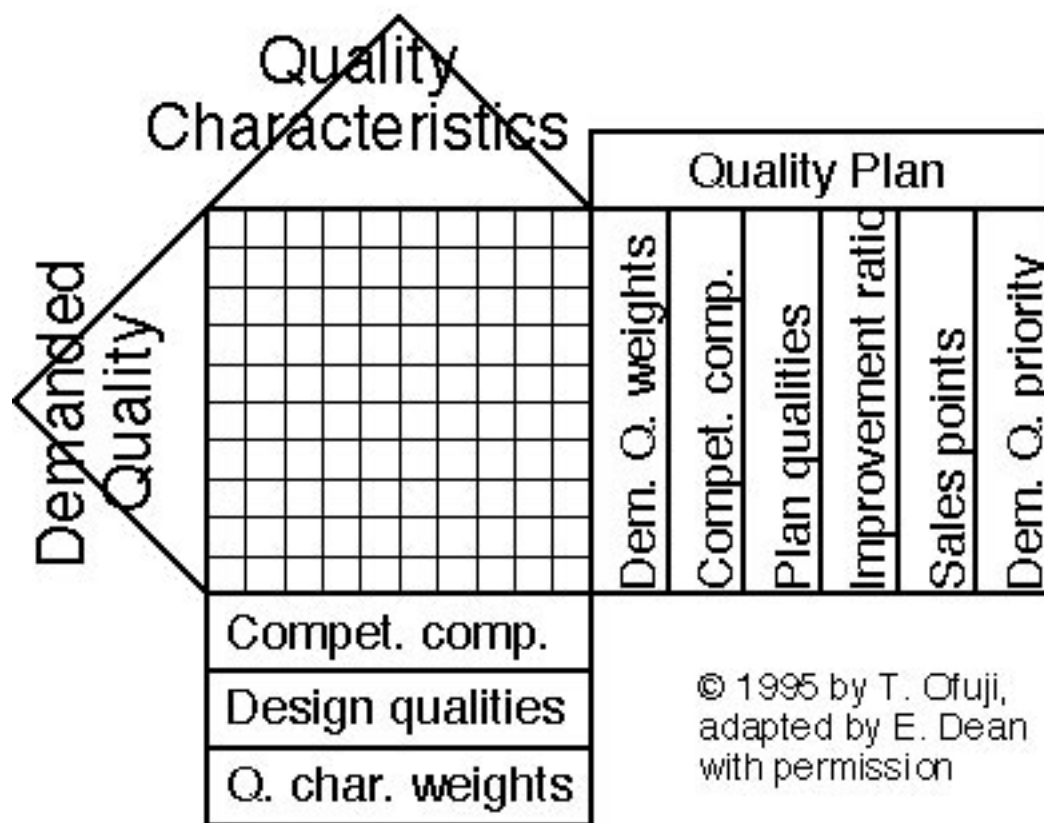 Quality
Characteristics
Quality Plan
Demanded
Quality
Dem. Q. weights
Compet. comp.
Plan qualities
Improvement ratio
Sales points
Dem. Q. priority
Compet. comp.
Design qualities
Q. char. weights
© 1995 by T. Ofuji,
adapted by E. Dean
with permission